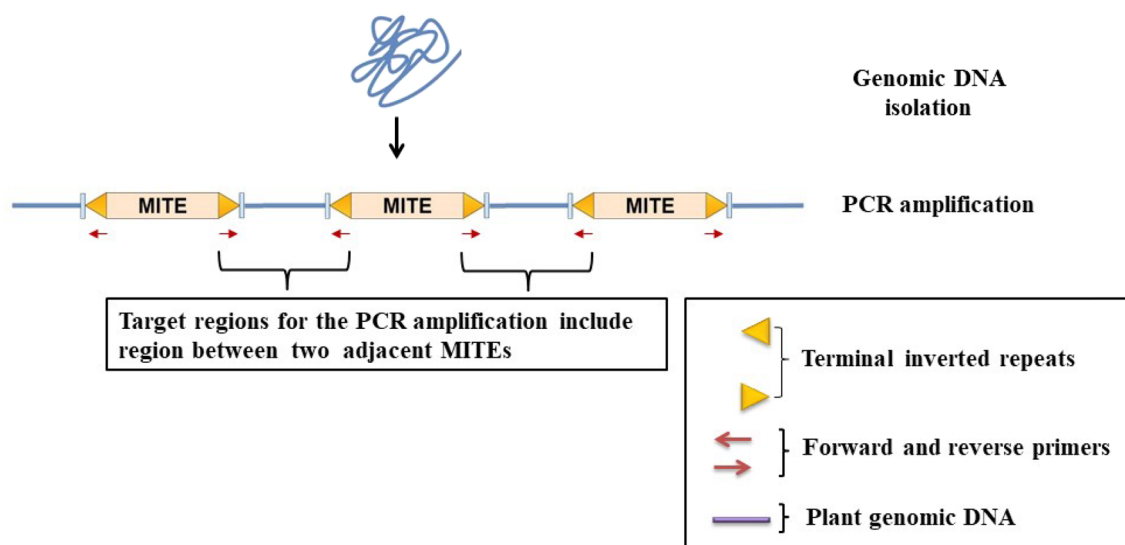 Genomic DNA
isolation
MITE MITE MITE
PCR amplification
Target regions for the PCR amplification include
region between two adjacent MITEs
Terminal inverted repeats
Forward and reverse primers
Plant genomic DNA